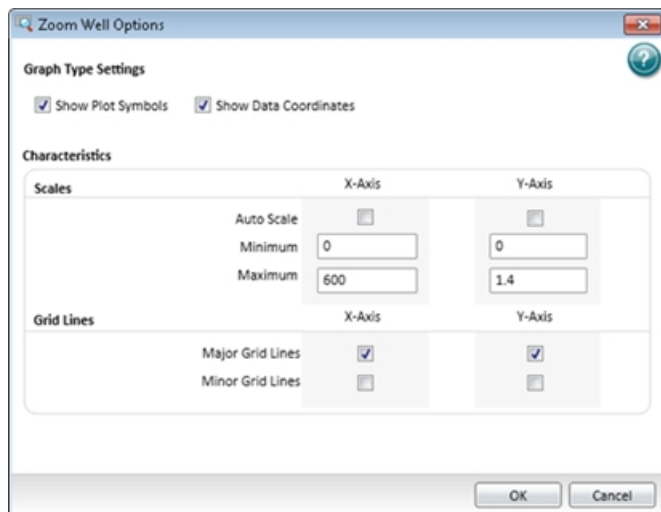 Zoom Well Options
?
Graph Type Settings
Show Plot Symbols Show Data Coordinates
Characteristics
Scales X-Axis Y-Axis
Auto Scale
Minimum 0 0
Maximum 600 1.4
Grid Lines X-Axis Y-Axis
Major Grid Lines
Minor Grid Lines
OK Cancel